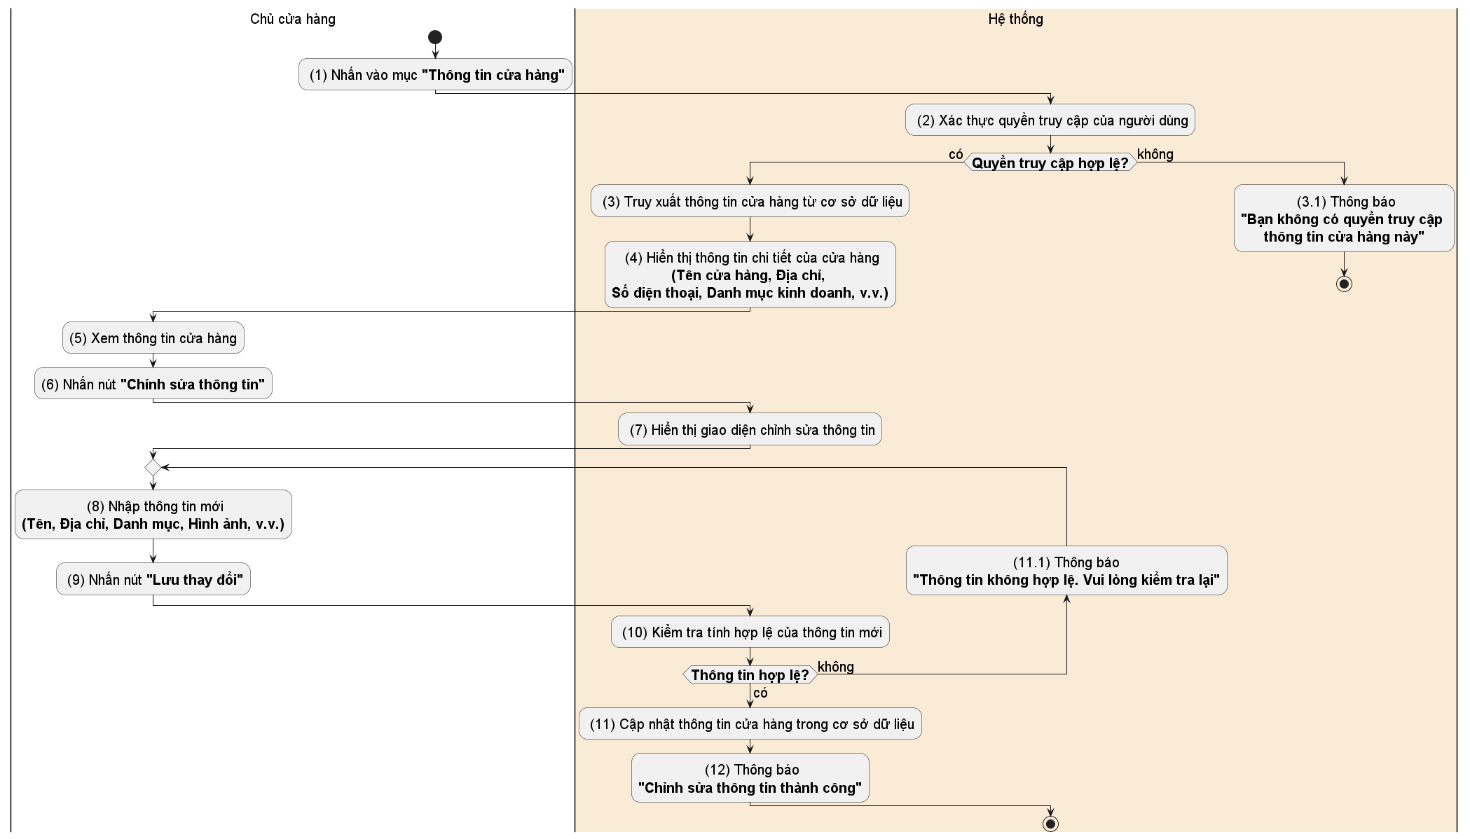 Chủ cửa hàng
Hệ thống
(1) Nhấn vào mục "Thông tin cửa hàng"
(2) Xác thực quyền truy cập của người dùng
có
Quyền truy cập hợp lệ?
không
(3) Truy xuất thông tin cửa hàng từ cơ sở dữ liệu
(3.1) Thông báo
"Bạn không có quyền truy cập
thông tin cửa hàng này"
(4) Hiển thị thông tin chi tiết của cửa hàng
(Tên cửa hàng, Địa chỉ,
Số điện thoại, Danh mục kinh doanh, v.v.)
(5) Xem thông tin cửa hàng
(6) Nhấn nút "Chỉnh sửa thông tin"
(7) Hiển thị giao diện chỉnh sửa thông tin
(8) Nhập thông tin mới
(Tên, Địa chỉ, Danh mục, Hình ảnh, v.v.)
(11.1) Thông báo
"Thông tin không hợp lệ. Vui lòng kiểm tra lại"
(9) Nhấn nút "Lưu thay đổi"
(10) Kiểm tra tính hợp lệ của thông tin mới
Thông tin hợp lệ?
không
có
(11) Cập nhật thông tin cửa hàng trong cơ sở dữ liệu
(12) Thông báo
"Chỉnh sửa thông tin thành công"